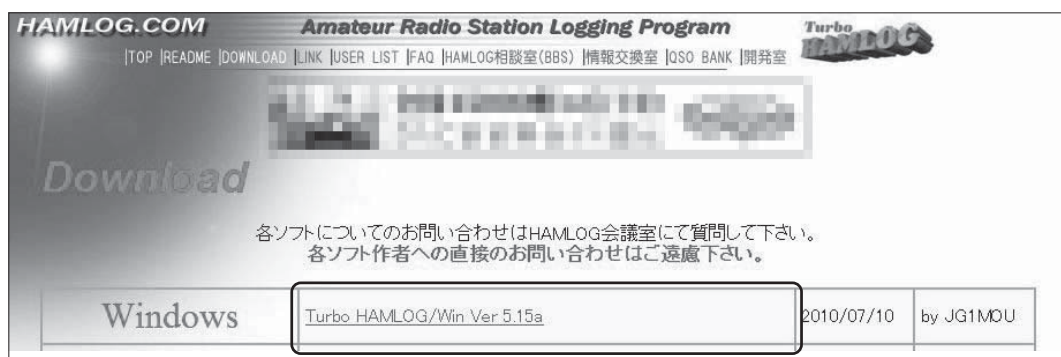 HAMLOG.COM
Amateur Radio Station Logging Program
Turbo HAMLOG
|TOP |README |DOWNLOAD |LINK |USER LIST |FAQ |HAMLOG相談室(BBS) |情報交換室 |QSO BANK |開発室
Download
各ソフトについてのお問い合わせはHAMLOG会議室にて質問して下さい。
各ソフト作者への直接のお問い合わせはご遠慮下さい。
Windows
Turbo HAMLOG/Win Ver 5.15a
2010/07/10
by JG1MOU